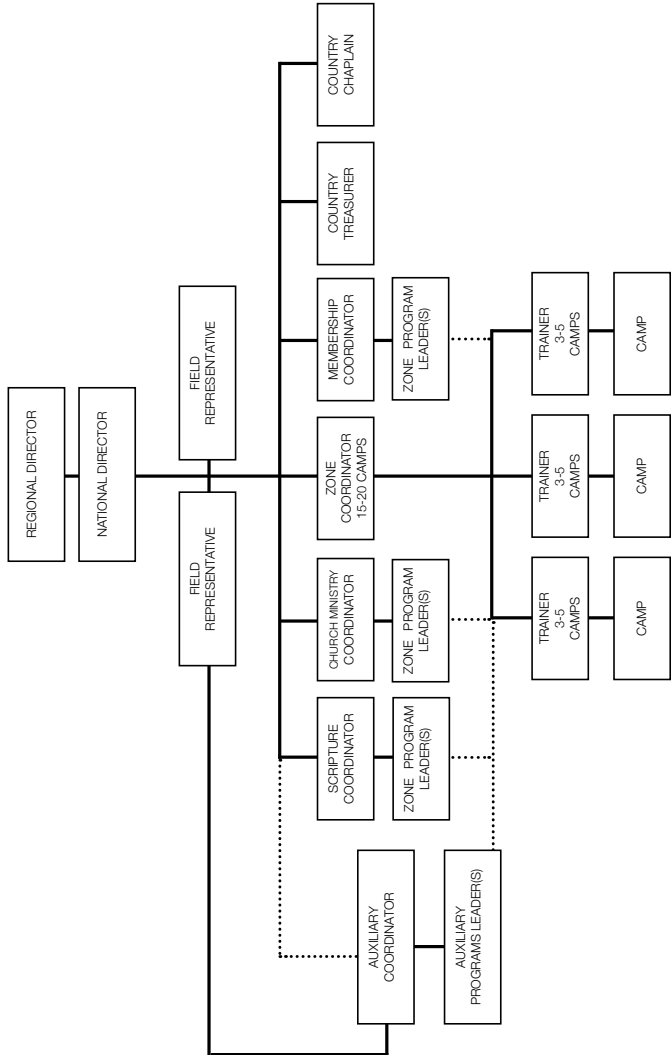 REGIONAL DIRECTOR
NATIONAL DIRECTOR
FIELD
REPRESENTATIVE
FIELD
REPRESENTATIVE
AUXILIARY
COORDINATOR
AUXILIARY
PROGRAMS LEADER(S)
SCRIPTURE
COORDINATOR
ZONE PROGRAM
LEADER(S)
CHURCH MINISTRY
COORDINATOR
ZONE PROGRAM
LEADER(S)
ZONE
COORDINATOR
15-20 CAMPS
MEMBERSHIP
COORDINATOR
ZONE PROGRAM
LEADER(S)
COUNTRY
TREASURER
COUNTRY
CHAPLAIN
TRAINER
3-5
CAMPS
CAMP
TRAINER
3-5
CAMPS
CAMP
TRAINER
3-5
CAMPS
CAMP